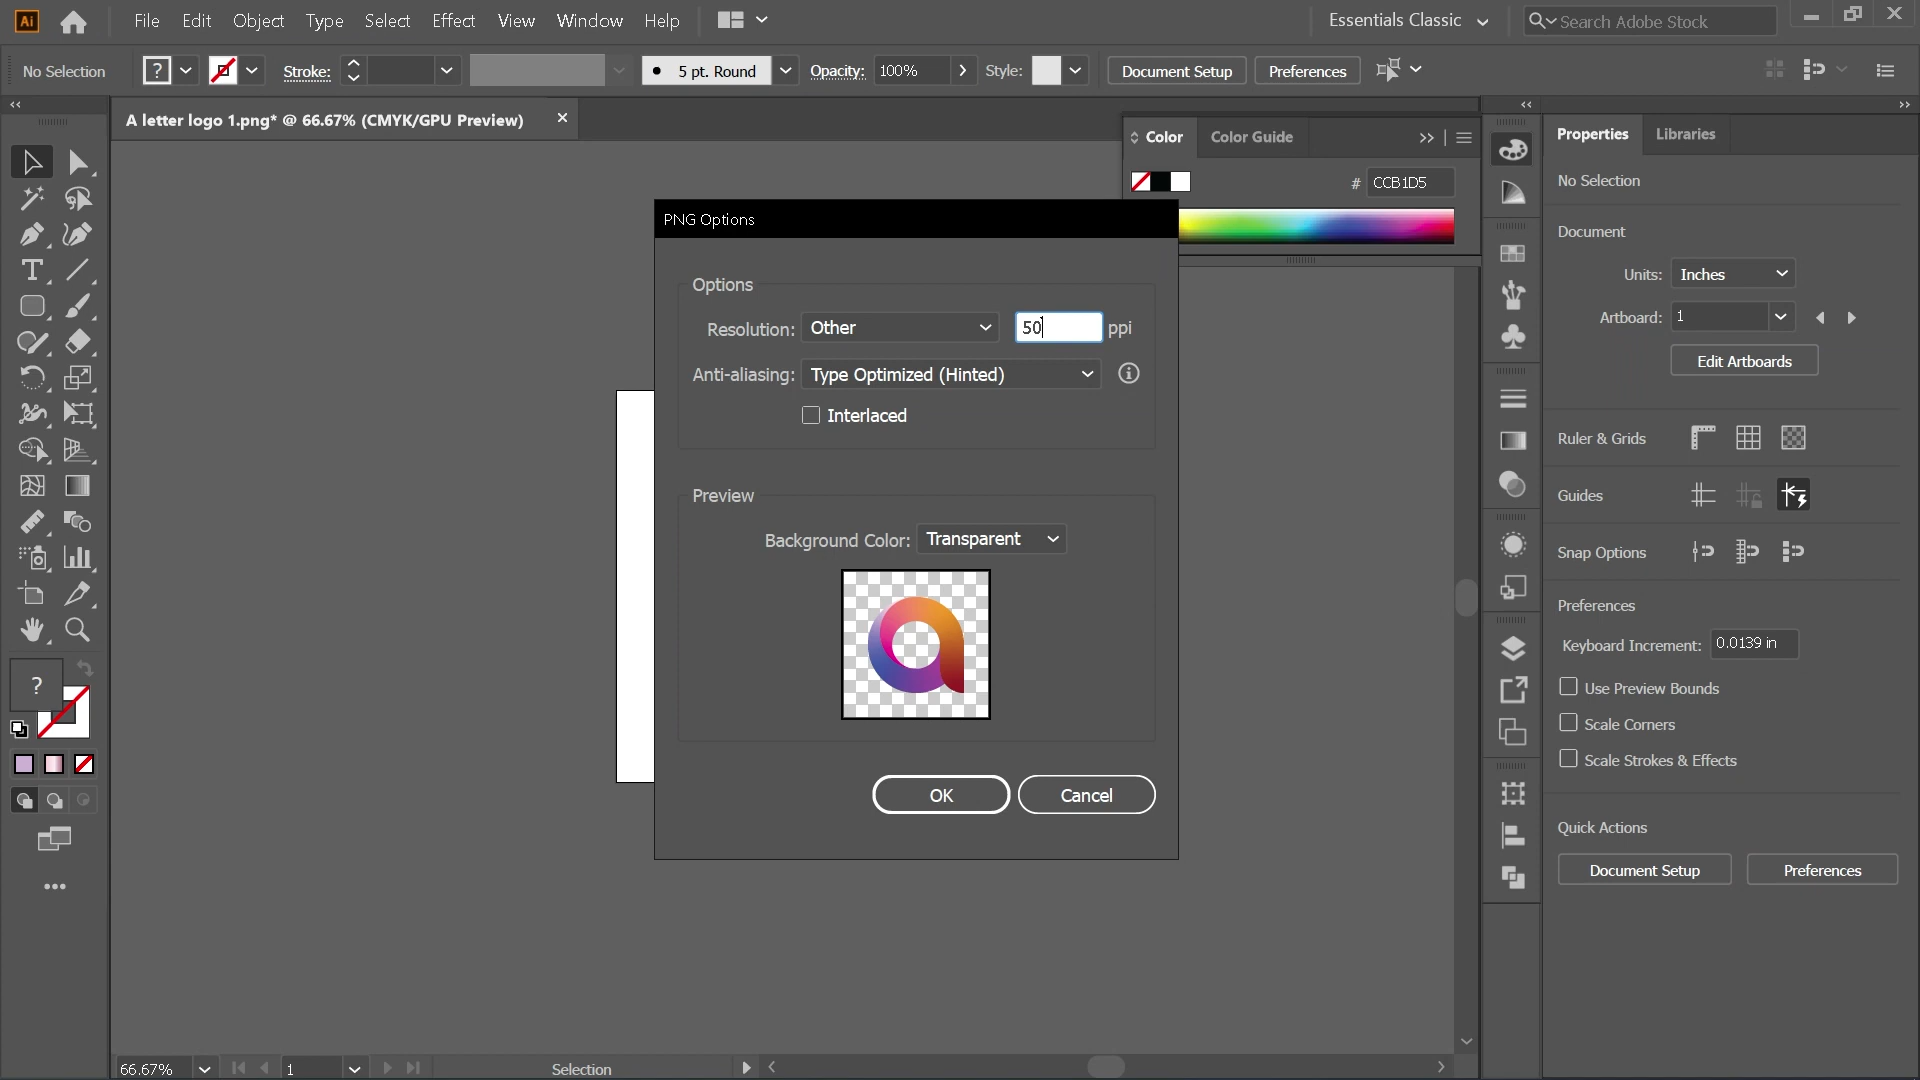 Ai File Edit Object Type Select Effect View Window Help Essentials Classic Search Adobe Stock
No Selection ? Stroke: 5 pt. Round Opacity: 100% Style: Document Setup Preferences
A letter logo 1.png* @ 66.67% (CMYK/GPU Preview)
Color Color Guide
# CCB1D5
PNG Options
Options
Resolution: Other 50 ppi
Anti-aliasing: Type Optimized (Hinted)
Interlaced
Preview
Background Color: Transparent
a
OK Cancel
Properties Libraries
No Selection
Document
Units: Inches
Artboard: 1
Edit Artboards
Ruler & Grids
Guides
Snap Options
Preferences
Keyboard Increment: 0.0139 in
Use Preview Bounds
Scale Corners
Scale Strokes & Effects
Quick Actions
Document Setup Preferences
?
66.67% 1 Selection